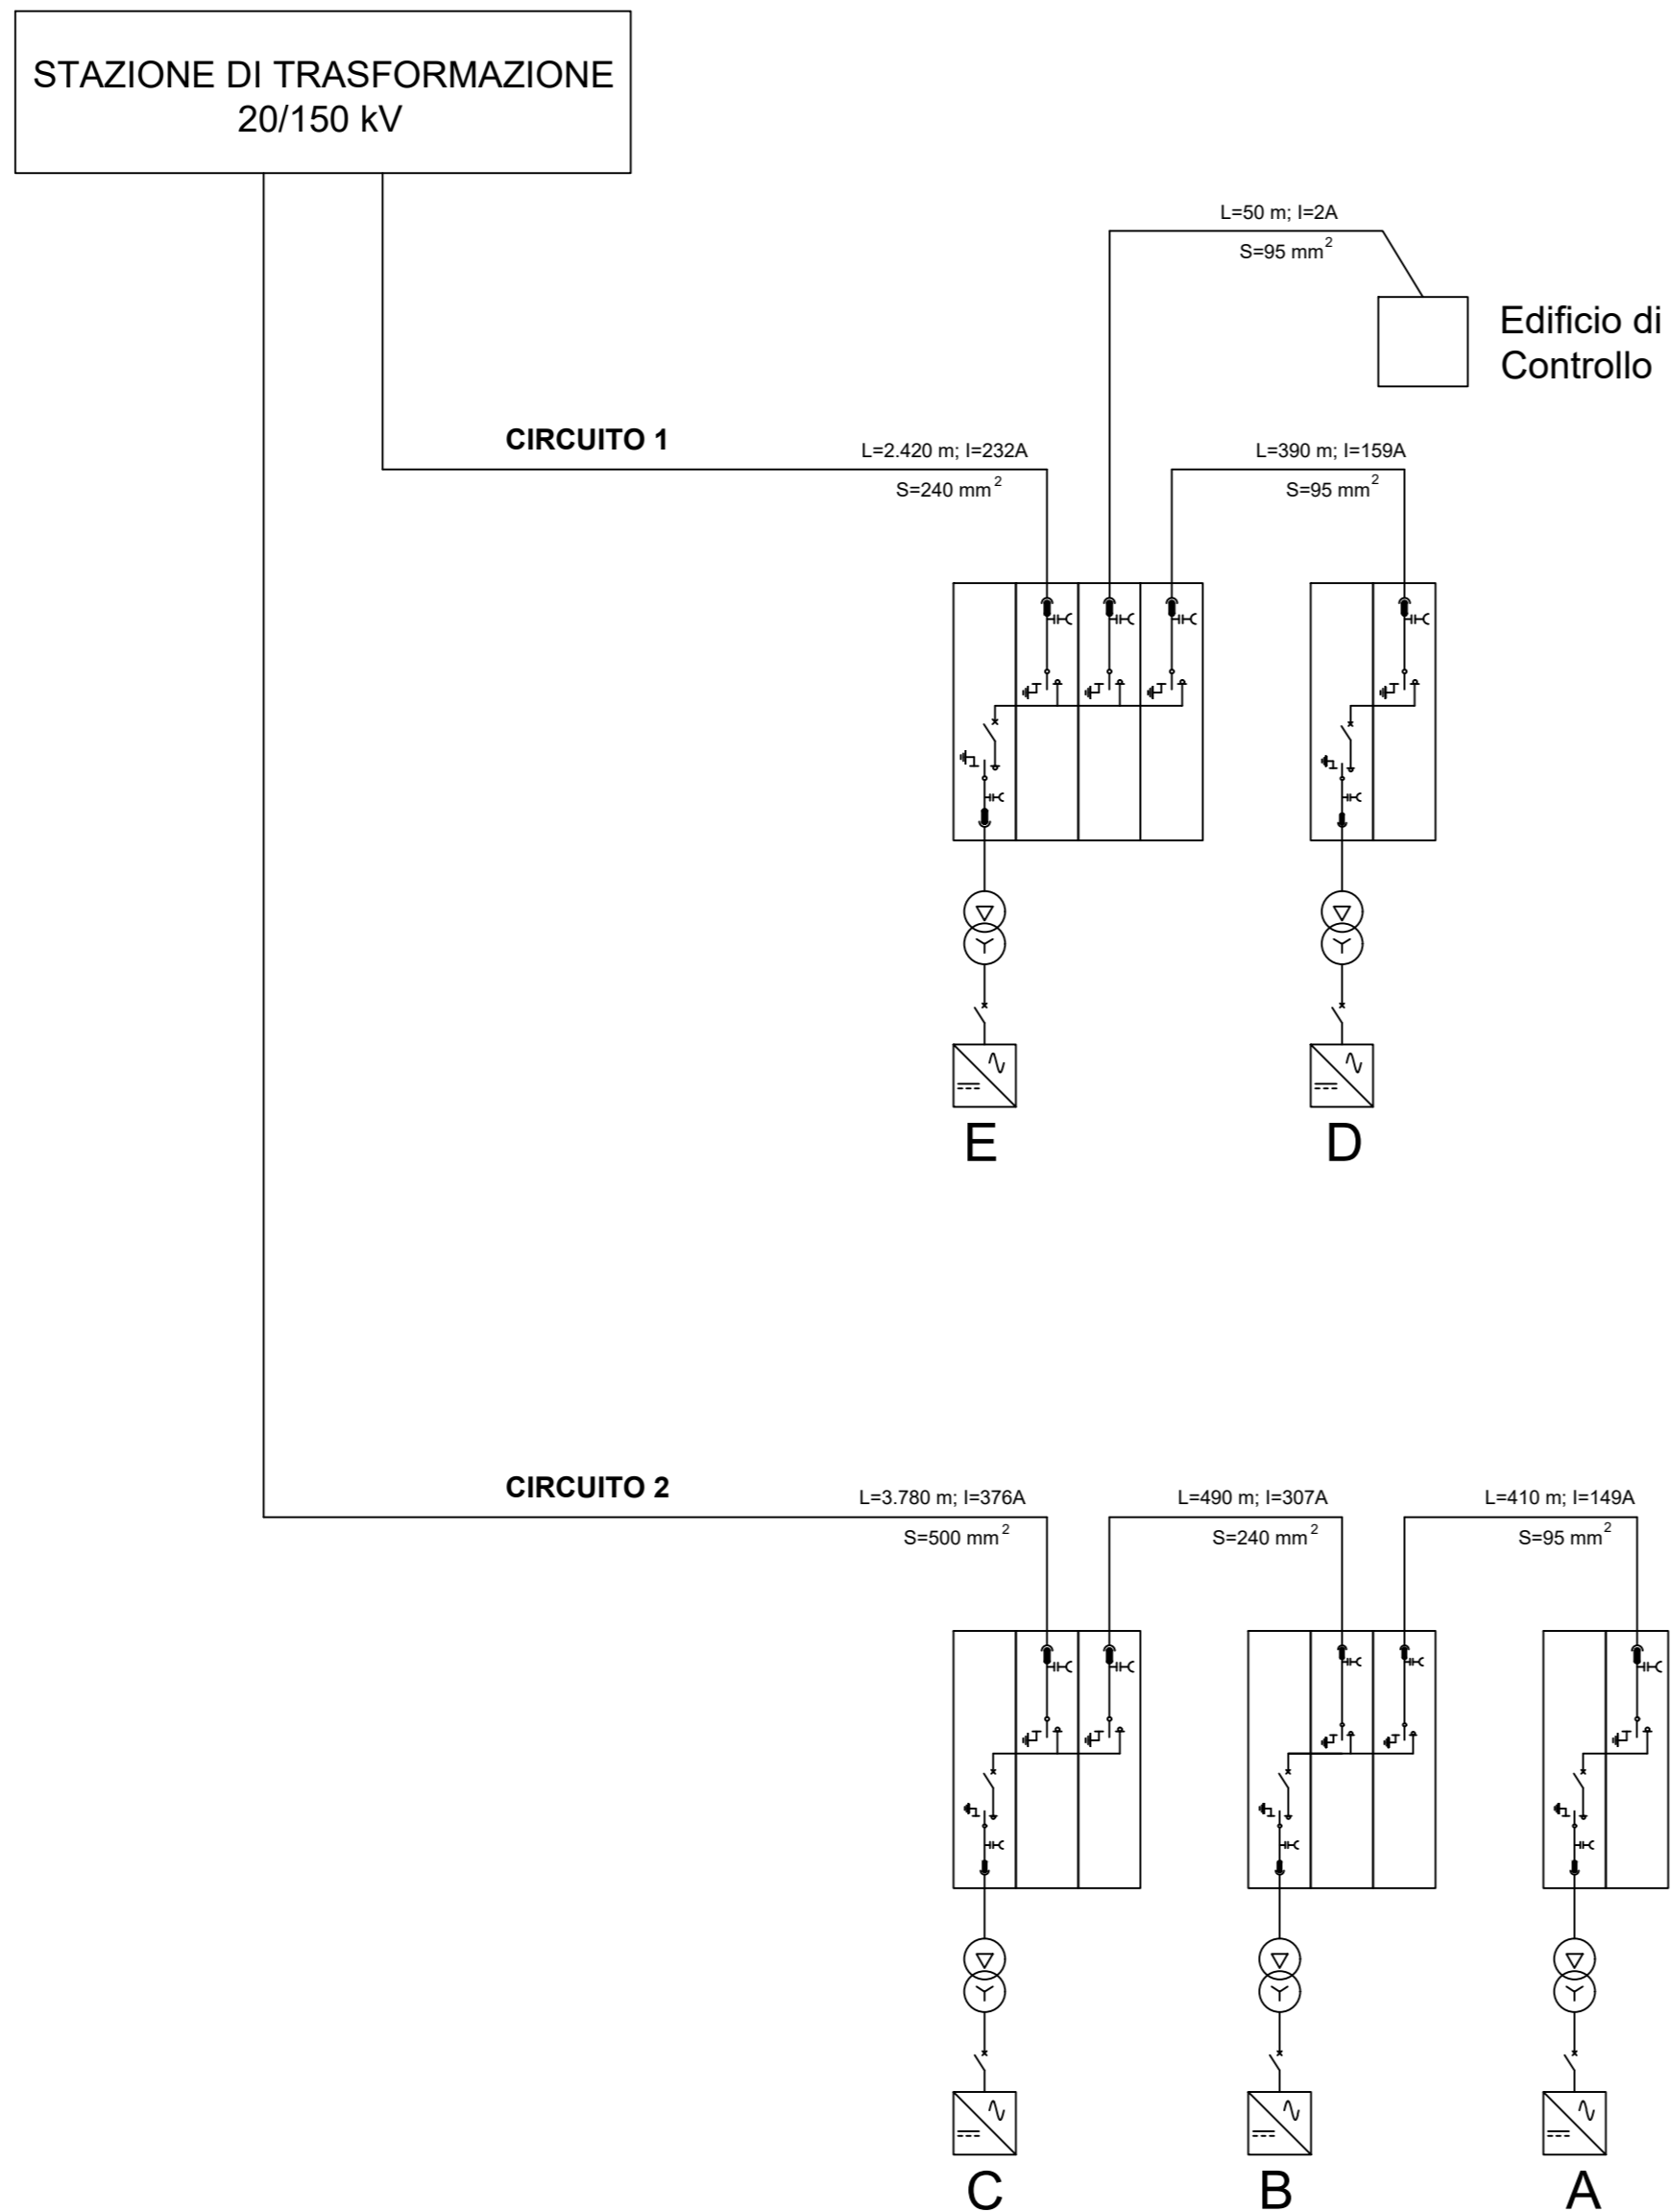 STAZIONE DI TRASFORMAZIONE
20/150 kV
L=50 m; I=2A
S=95 mm²
Edificio di
Controllo
CIRCUITO 1
L=2.420 m; I=232A
S=240 mm²
L=390 m; I=159A
S=95 mm²
E
D
CIRCUITO 2
L=3.780 m; I=376A
S=500 mm²
L=490 m; I=307A
S=240 mm²
L=410 m; I=149A
S=95 mm²
C
B
A